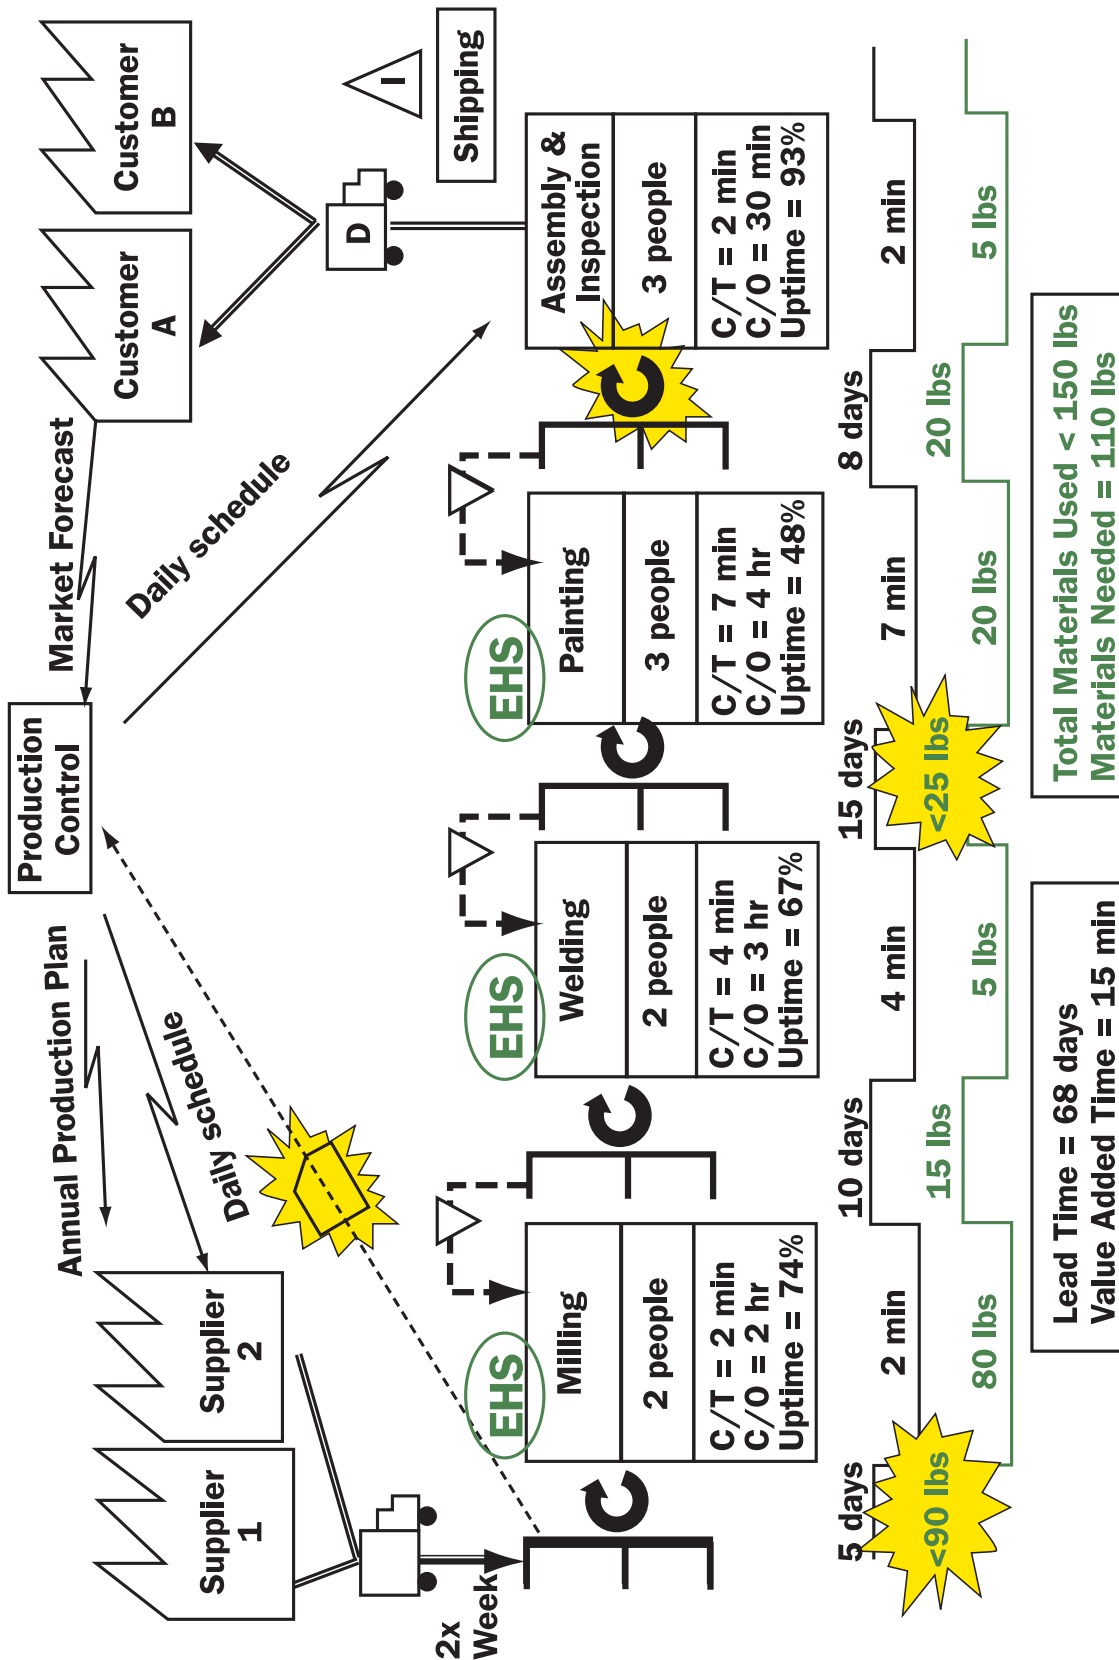 Production
Control
Annual Production Plan
Daily schedule
Market Forecast
Daily schedule
Supplier
1
Supplier
2
Customer
A
Customer
B
2x
Week
D
I
Shipping
EHS
Milling
2 people
C/T = 2 min
C/O = 2 hr
Uptime = 74%
EHS
Welding
2 people
C/T = 4 min
C/O = 3 hr
Uptime = 67%
EHS
Painting
3 people
C/T = 7 min
C/O = 4 hr
Uptime = 48%
Assembly &
Inspection
3 people
C/T = 2 min
C/O = 30 min
Uptime = 93%
5 days
2 min
10 days
4 min
15 days
7 min
8 days
2 min
<90 lbs
80 lbs
15 lbs
5 lbs
<25 lbs
20 lbs
20 lbs
5 lbs
Lead Time = 68 days
Value Added Time = 15 min
Total Materials Used < 150 lbs
Materials Needed = 110 lbs